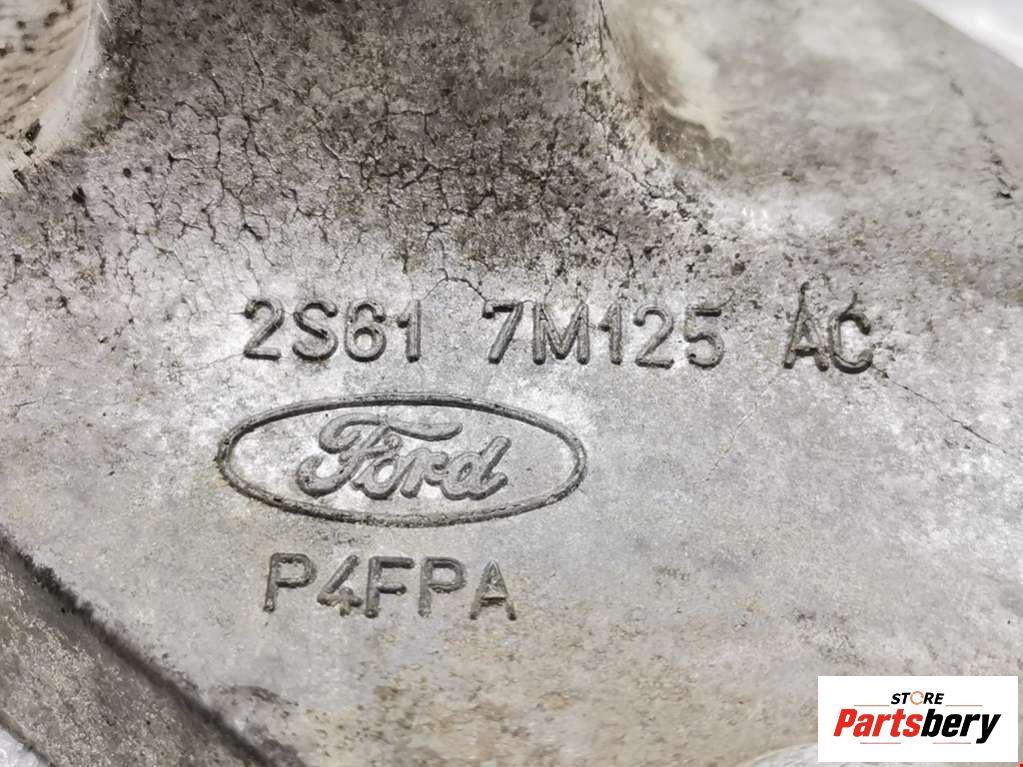 2S61 7M125 AC
Ford
P4FPA
STORE
Partsbery